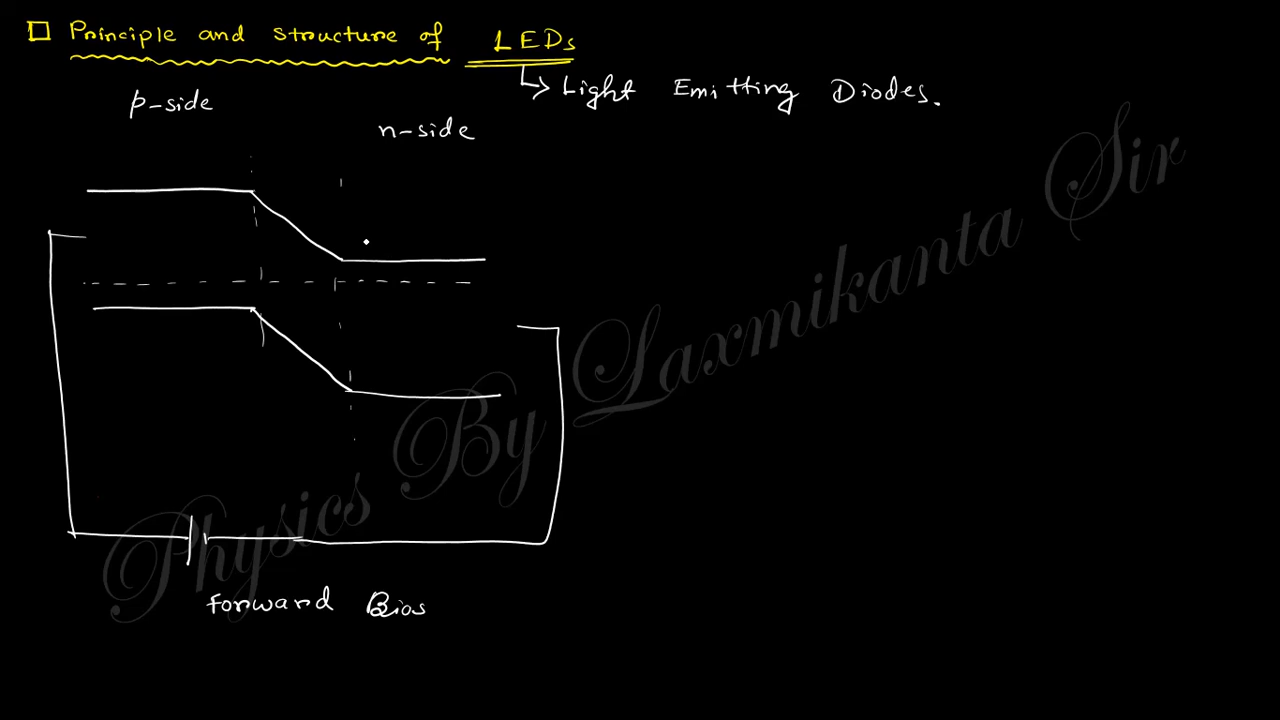 Principle and structure of LEDs
Light Emitting Diodes.
p-side
n-side
Forward Bias
Physics By Laxmikanta Sir